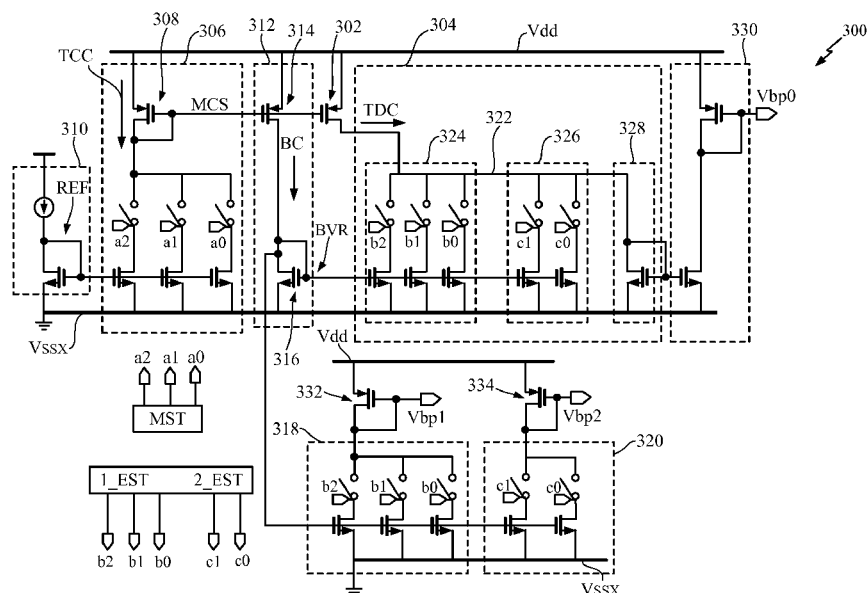 308
306
312
314
302
304
330
300
TCC
Vdd
MCS
TDC
Vbp0
310
324
322
326
328
BC
REF
a2
a1
a0
b2
b1
b0
c1
c0
BVR
VSSX
316
Vdd
a2 a1 a0
MST
332
Vbp1
334
Vbp2
318
320
1_EST 2_EST
b2
b1
b0
c1
c0
b2 b1 b0 c1 c0
VSSX